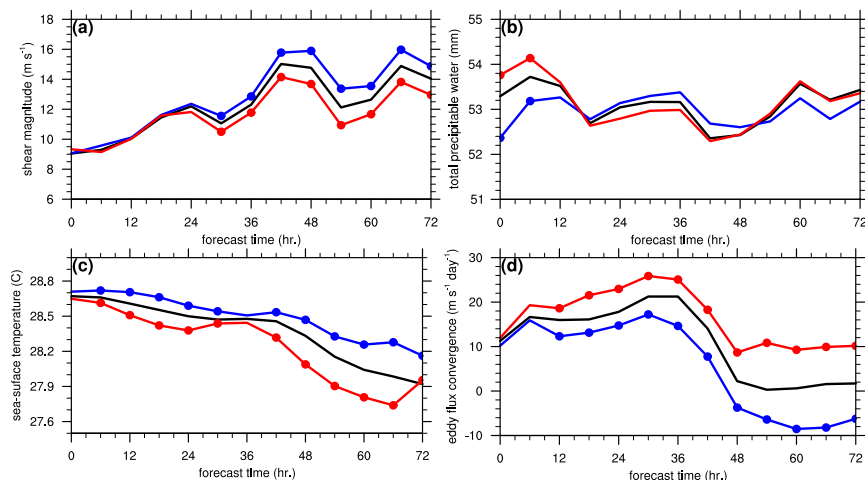 (a)
shear magnitude (m s⁻¹)
18
16
14
12
10
8
6
0 12 24 36 48 60 72
forecast time (hr.)
(b)
total precipitable water (mm)
55
54
53
52
51
0 12 24 36 48 60 72
forecast time (hr.)
(c)
sea-suface temperature (C)
28.8
28.5
28.2
27.9
27.6
0 12 24 36 48 60 72
forecast time (hr.)
(d)
eddy flux convergence (m s⁻¹ day⁻¹)
30
20
10
0
-10
0 12 24 36 48 60 72
forecast time (hr.)